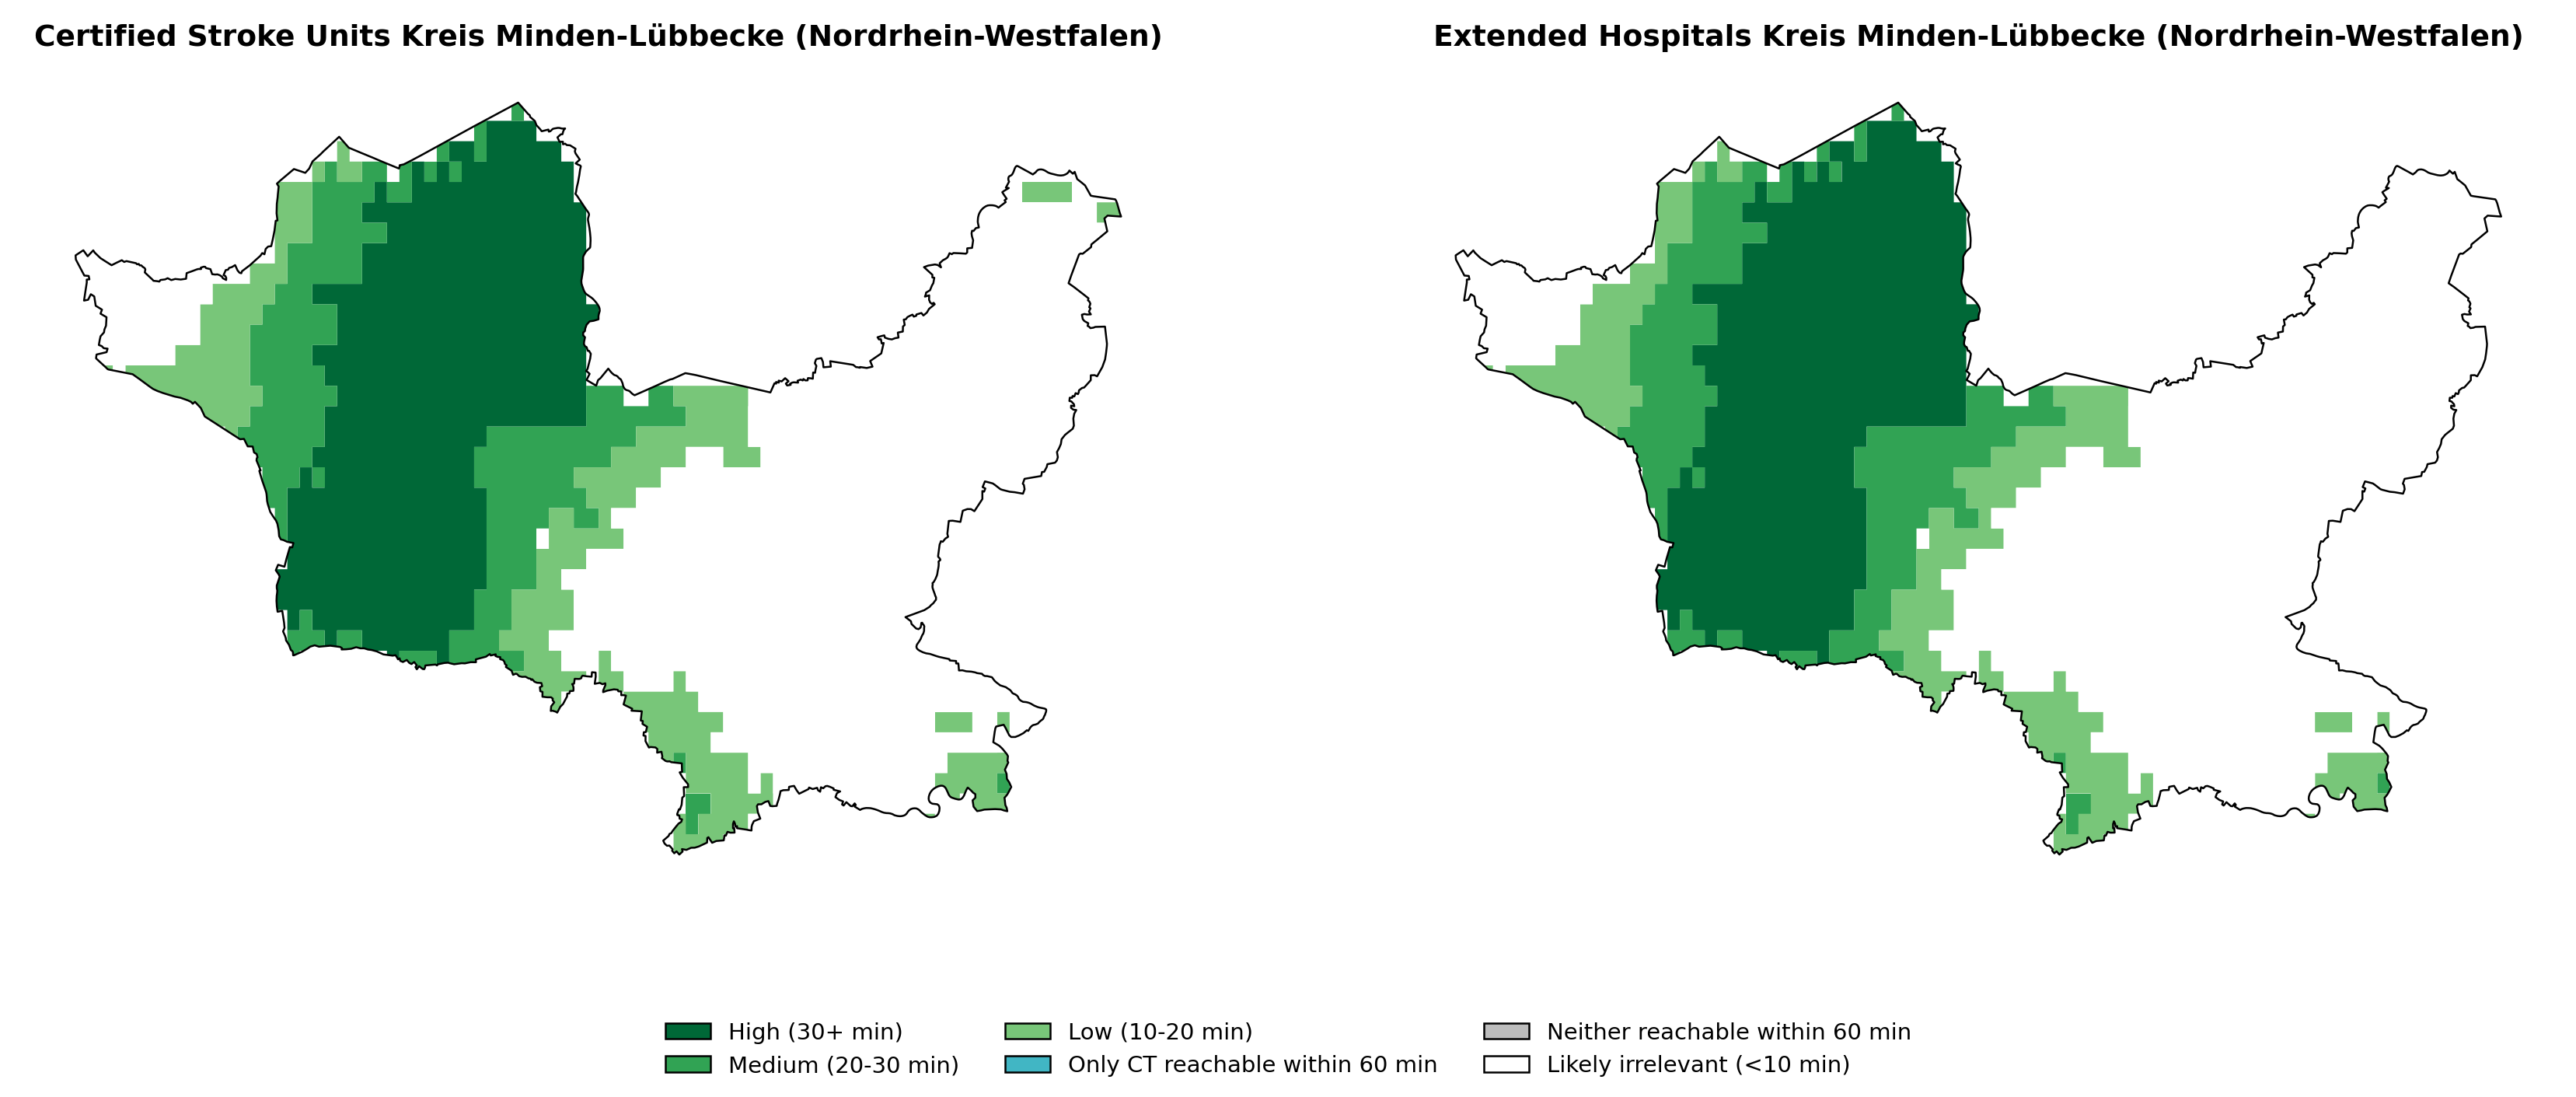 Certified Stroke Units Kreis Minden-Lübbecke (Nordrhein-Westfalen)
Extended Hospitals Kreis Minden-Lübbecke (Nordrhein-Westfalen)
High (30+ min)
Medium (20-30 min)
Low (10-20 min)
Only CT reachable within 60 min
Neither reachable within 60 min
Likely irrelevant (<10 min)